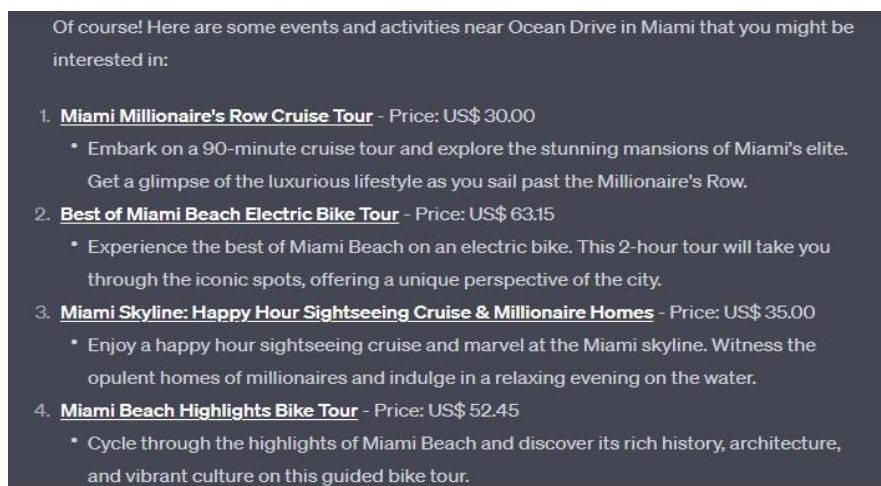 Of course! Here are some events and activities near Ocean Drive in Miami that you might be
interested in:
1. Miami Millionaire's Row Cruise Tour - Price: US$ 30.00
• Embark on a 90-minute cruise tour and explore the stunning mansions of Miami's elite.
Get a glimpse of the luxurious lifestyle as you sail past the Millionaire's Row.
2. Best of Miami Beach Electric Bike Tour - Price: US$ 63.15
• Experience the best of Miami Beach on an electric bike. This 2-hour tour will take you
through the iconic spots, offering a unique perspective of the city.
3. Miami Skyline: Happy Hour Sightseeing Cruise & Millionaire Homes - Price: US$ 35.00
• Enjoy a happy hour sightseeing cruise and marvel at the Miami skyline. Witness the
opulent homes of millionaires and indulge in a relaxing evening on the water.
4. Miami Beach Highlights Bike Tour - Price: US$ 52.45
• Cycle through the highlights of Miami Beach and discover its rich history, architecture,
and vibrant culture on this guided bike tour.